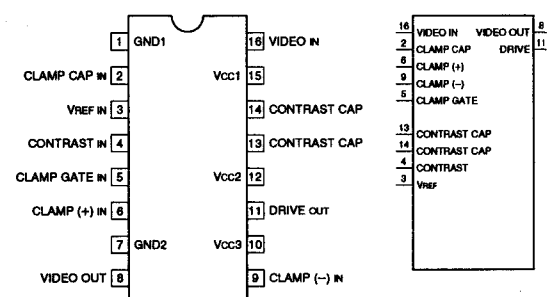 1 GND1
16 VIDEO IN
CLAMP CAP IN 2
VCC1 15
VREF IN 3
14 CONTRAST CAP
CONTRAST IN 4
13 CONTRAST CAP
CLAMP GATE IN 5
VCC2 12
CLAMP (+) IN 6
11 DRIVE OUT
7 GND2
VCC3 10
VIDEO OUT 8
9 CLAMP (−) IN
16 VIDEO IN VIDEO OUT 8
2 CLAMP CAP DRIVE 11
6 CLAMP (+)
9 CLAMP (−)
5 CLAMP GATE
13 CONTRAST CAP
14 CONTRAST CAP
4 CONTRAST
3 VREF